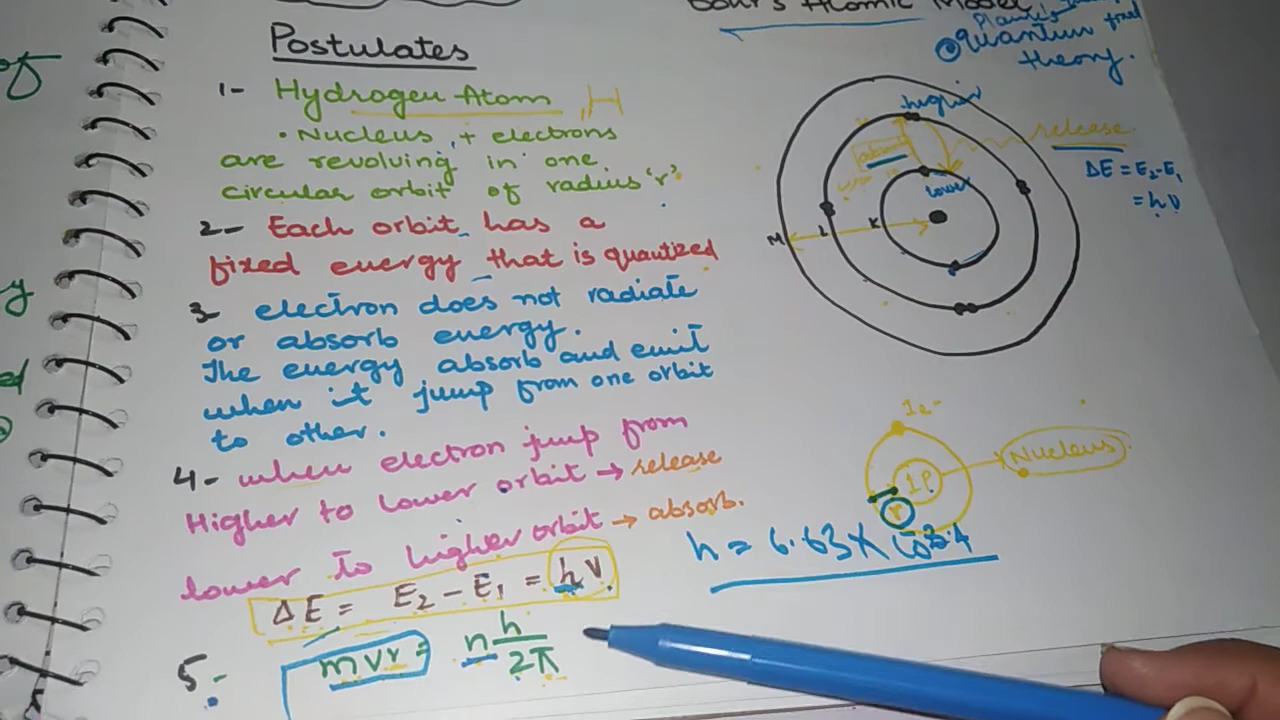 Bohr's Atomic Model
Planck's
quantum
theory.
Postulates
1- Hydrogen Atom, H
• Nucleus, + electrons
are revolving in one
circular orbit of radius 'r'
2- Each orbit has a
fixed energy that is quantized
3- electron does not radiate
or absorb energy.
The energy absorb and emit
when it jump from one orbit
to other.
4- when electron jump from
Higher to Lower orbit → release
lower to higher orbit → absorb.
ΔE = E2 - E1 = hν
5- mvr = nh/2π
higher
absorb
release
lower
K
L
M
ΔE = E2-E1
= hν
1e-
1P
Nucleus
r
h = 6.63 X 10-34
of
y
ed